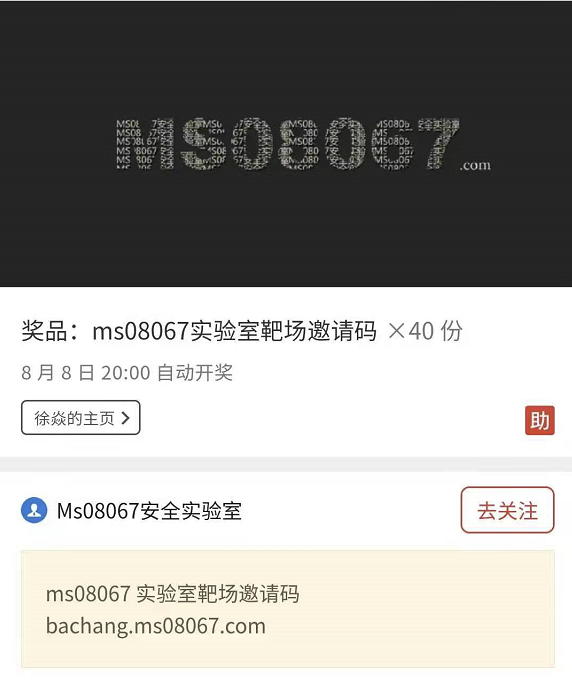 MS08067.com
奖品：ms08067实验室靶场邀请码 ×40 份
8 月 8 日 20:00 自动开奖
徐焱的主页
助
Ms08067安全实验室
去关注
ms08067 实验室靶场邀请码
bachang.ms08067.com